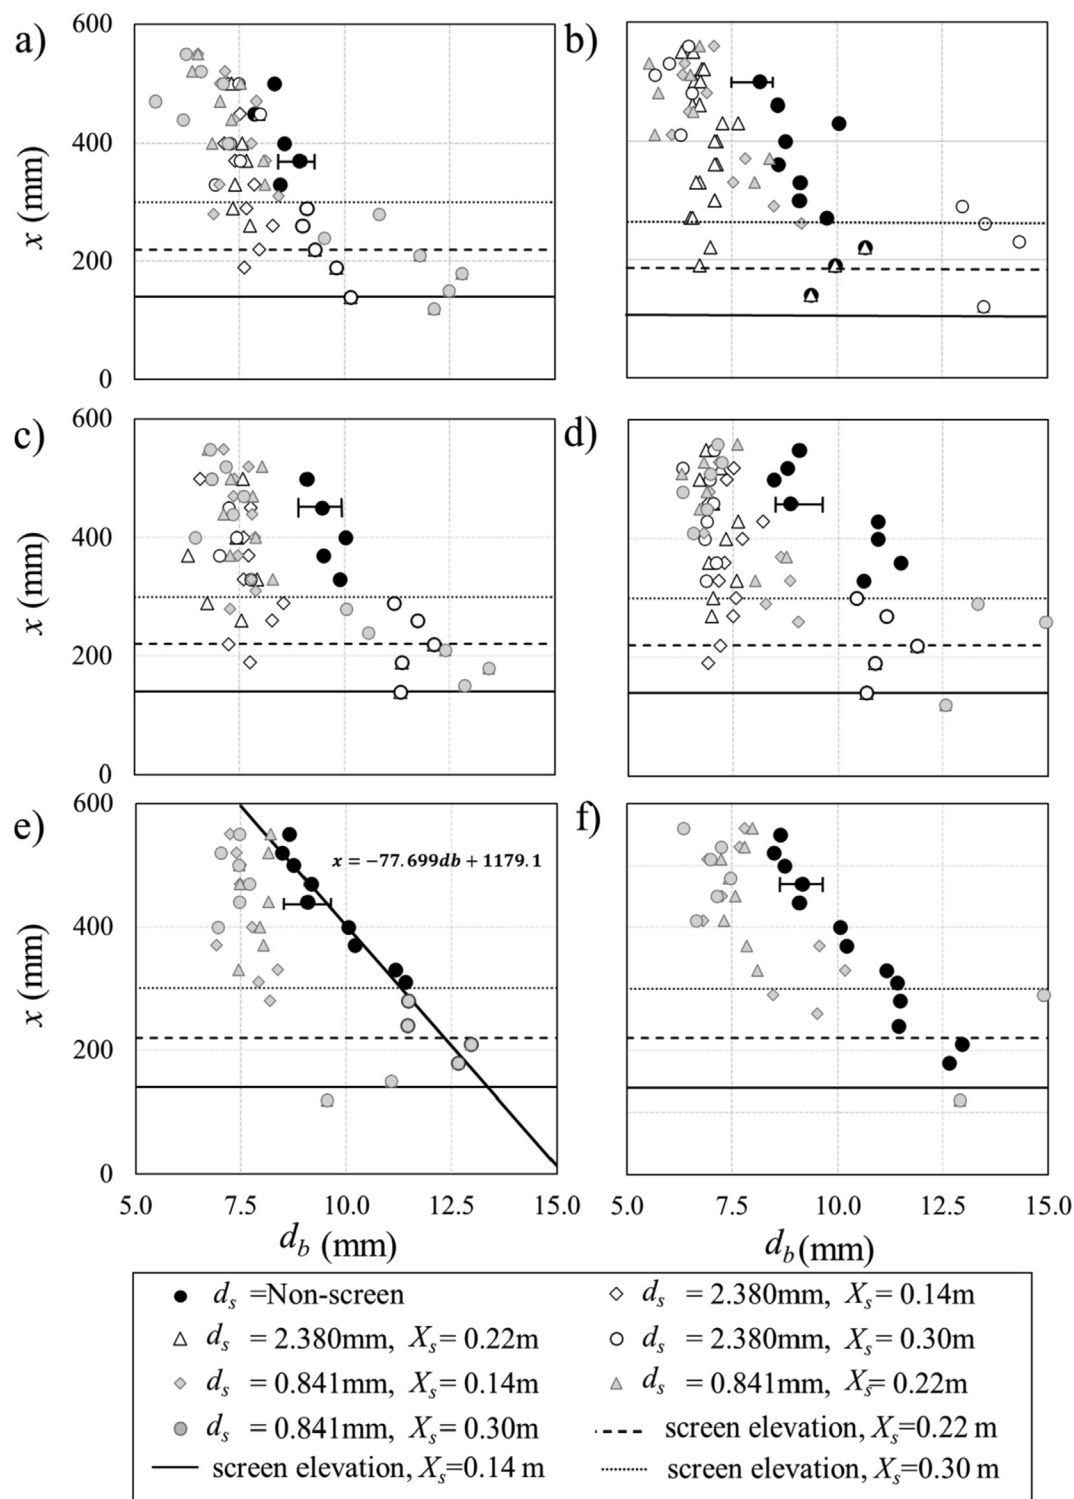 a)
600
400
200
0
x (mm)
b)
c)
600
400
200
0
x (mm)
d)
e)
600
400
200
0
x (mm)
x = −77.699db + 1179.1
f)
5.0 7.5 10.0 12.5 15.0
5.0 7.5 10.0 12.5 15.0
d_b (mm)
d_b (mm)
d_s =Non-screen
d_s = 2.380mm, X_s= 0.14m
d_s = 2.380mm, X_s= 0.22m
d_s = 2.380mm, X_s= 0.30m
d_s = 0.841mm, X_s= 0.14m
d_s = 0.841mm, X_s= 0.22m
d_s = 0.841mm, X_s= 0.30m
screen elevation, X_s=0.22 m
screen elevation, X_s=0.14 m
screen elevation, X_s=0.30 m